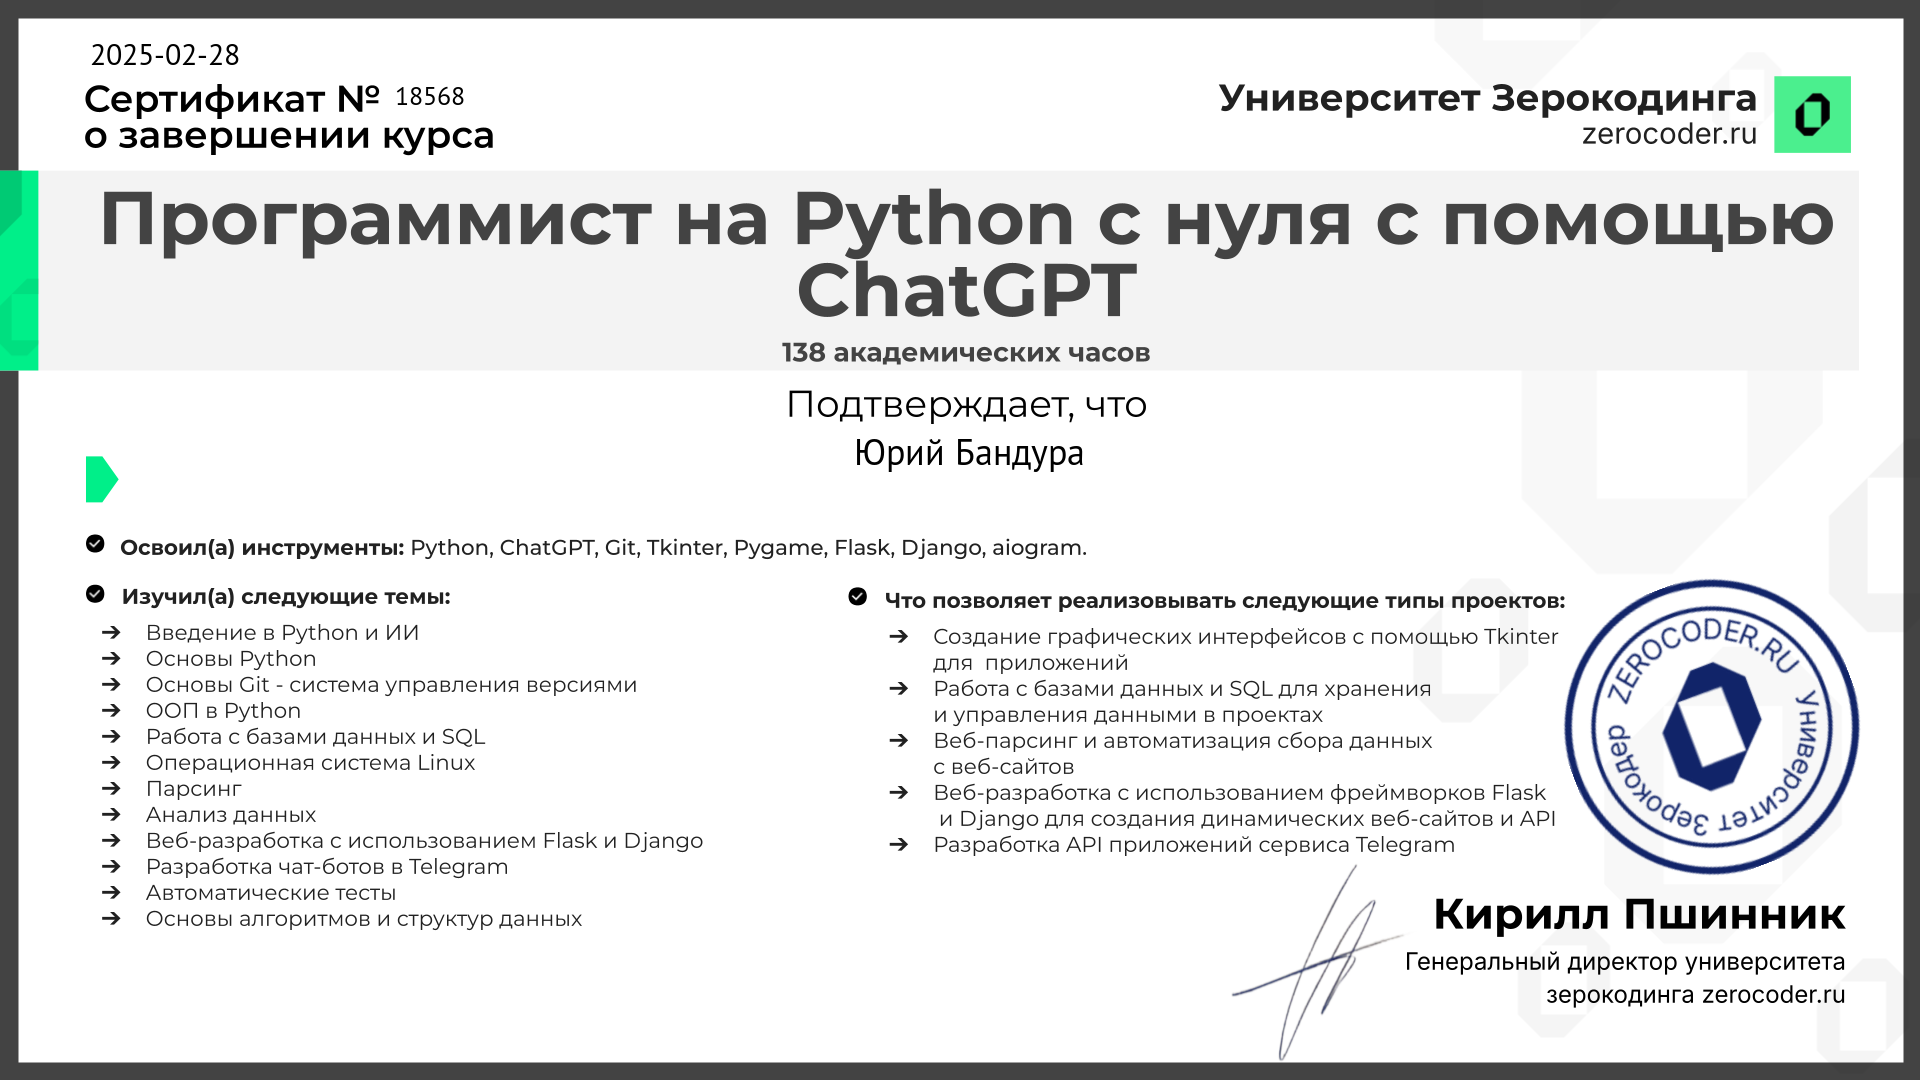 2025-02-28
Сертификат № 18568
о завершении курса
Университет Зерокодинга
zerocoder.ru
Программист на Python с нуля с помощью
ChatGPT
138 академических часов
Подтверждает, что
Юрий Бандура
Освоил(а) инструменты: Python, ChatGPT, Git, Tkinter, Pygame, Flask, Django, aiogram.
Изучил(а) следующие темы:
➔ Введение в Python и ИИ
➔ Основы Python
➔ Основы Git - система управления версиями
➔ ООП в Python
➔ Работа с базами данных и SQL
➔ Операционная система Linux
➔ Парсинг
➔ Анализ данных
➔ Веб-разработка с использованием Flask и Django
➔ Разработка чат-ботов в Telegram
➔ Автоматические тесты
➔ Основы алгоритмов и структур данных
Что позволяет реализовывать следующие типы проектов:
➔ Создание графических интерфейсов с помощью Tkinter
для приложений
➔ Работа с базами данных и SQL для хранения
и управления данными в проектах
➔ Веб-парсинг и автоматизация сбора данных
с веб-сайтов
➔ Веб-разработка с использованием фреймворков Flask
и Django для создания динамических веб-сайтов и API
➔ Разработка API приложений сервиса Telegram
ZEROCODER.RU
Университет Зерокодер
Кирилл Пшинник
Генеральный директор университета
зерокодинга zerocoder.ru